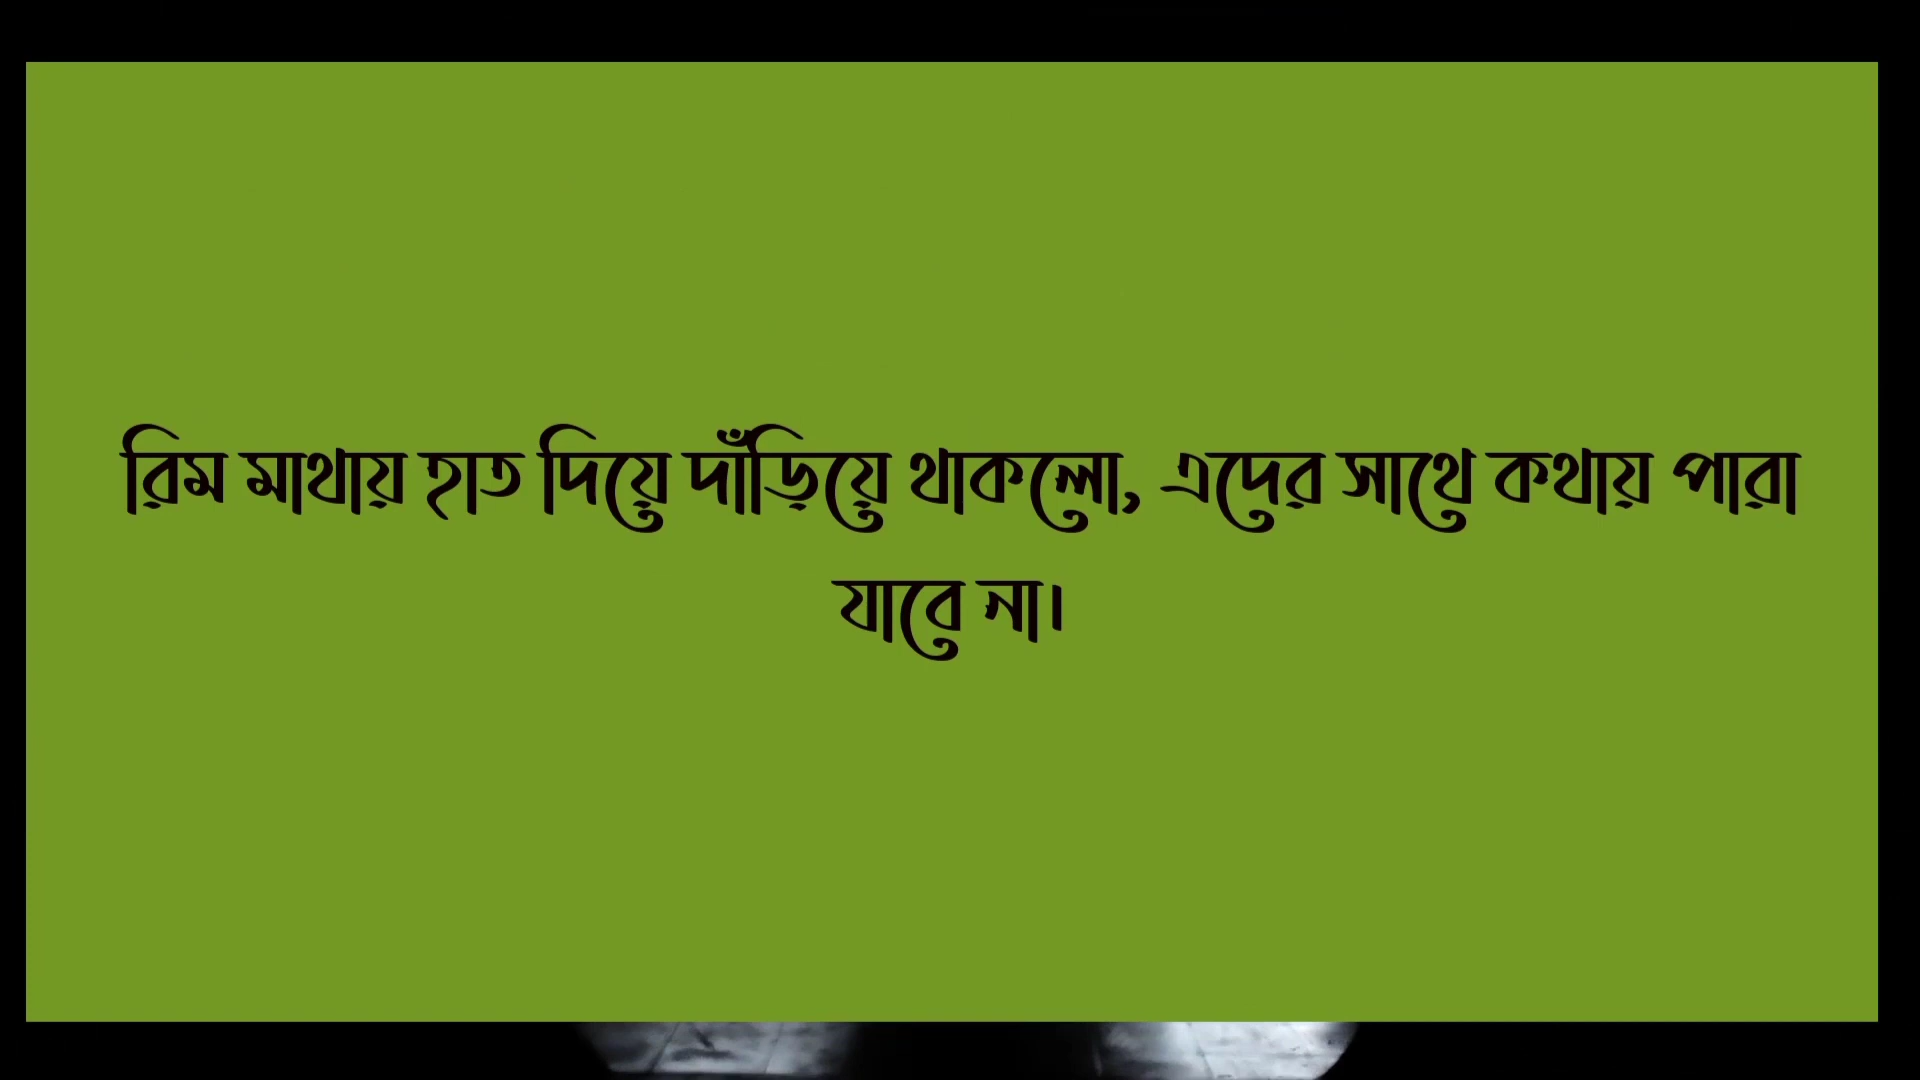 রিম মাথায় হাত দিয়ে দাঁড়িয়ে থাকলো, এদের সাথে কথায় পারা
যাবে না।